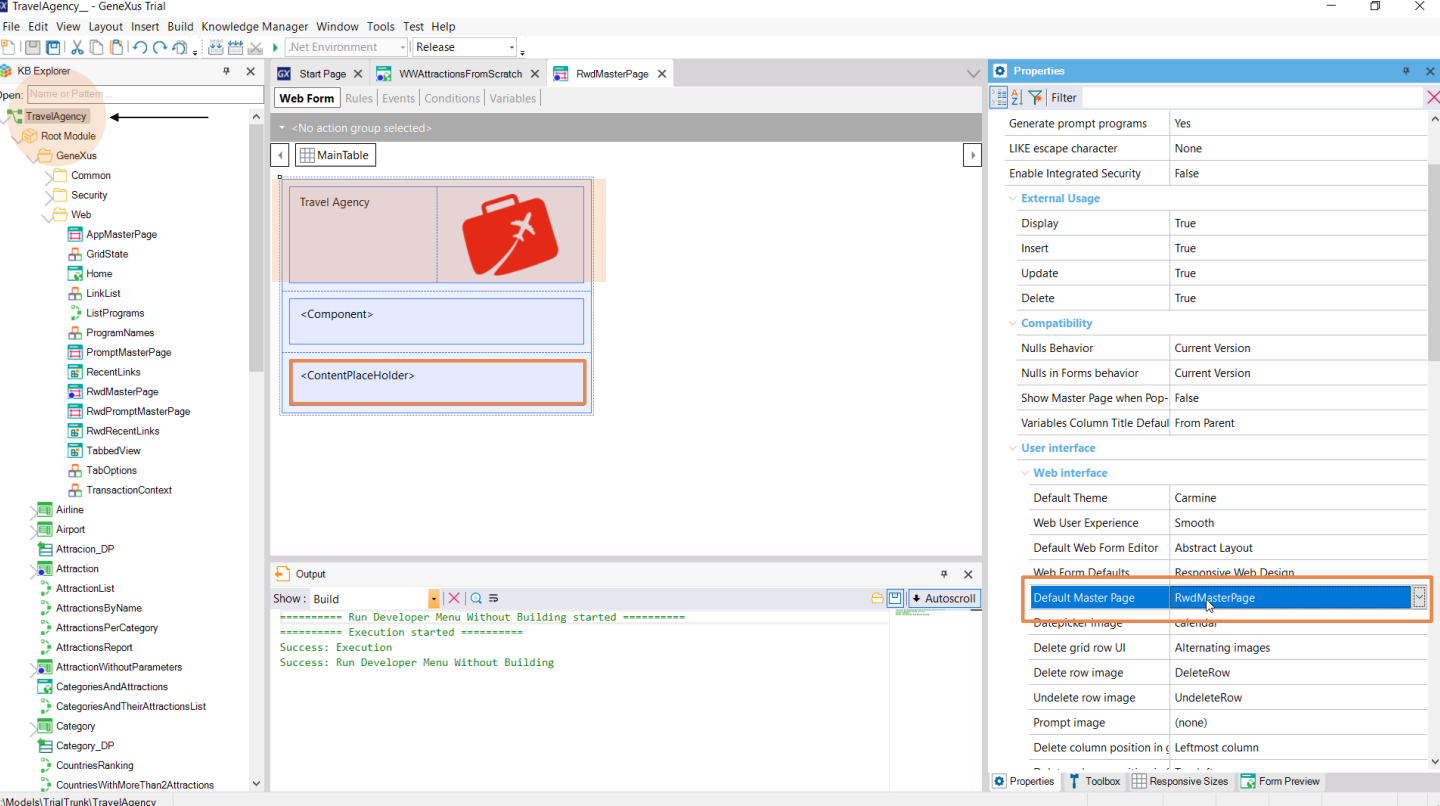 TravelAgency__ - GeneXus Trial
File Edit View Layout Insert Build Knowledge Manager Window Tools Test Help
.Net Environment Release
KB Explorer
Open: Name or Pattern ...
TravelAgency
Root Module
GeneXus
Common
Security
Web
AppMasterPage
GridState
Home
LinkList
ListPrograms
ProgramNames
PromptMasterPage
RecentLinks
RwdMasterPage
RwdPromptMasterPage
RwdRecentLinks
TabbedView
TabOptions
TransactionContext
Airline
Airport
Attracion_DP
Attraction
AttractionList
AttractionsByName
AttractionsPerCategory
AttractionsReport
AttractionWithoutParameters
CategoriesAndAttractions
CategoriesAndTheirAttractionsList
Category
Category_DP
CountriesRanking
CountriesWithMoreThan2Attractions
GX Start Page WWAttractionsFromScratch RwdMasterPage
Web Form Rules Events Conditions Variables
<No action group selected>
MainTable
Travel Agency
<Component>
<ContentPlaceHolder>
Output
Show : Build Autoscroll
========== Run Developer Menu Without Building started ==========
========== Execution started ==========
Success: Execution
Success: Run Developer Menu Without Building
Properties
Filter
Generate prompt programs Yes
LIKE escape character None
Enable Integrated Security False
External Usage
Display True
Insert True
Update True
Delete True
Compatibility
Nulls Behavior Current Version
Nulls in Forms behavior Current Version
Show Master Page when Pop- False
Variables Column Title Defaul From Parent
User interface
Web interface
Default Theme Carmine
Web User Experience Smooth
Default Web Form Editor Abstract Layout
Web Form Defaults Responsive Web Design
Default Master Page RwdMasterPage
Datepicker image calendar
Delete grid row UI Alternating images
Delete row image DeleteRow
Undelete row image UndeleteRow
Prompt image (none)
Delete column position in g Leftmost column
Properties Toolbox Responsive Sizes Form Preview
:\Models\TrialTrunk\TravelAgency